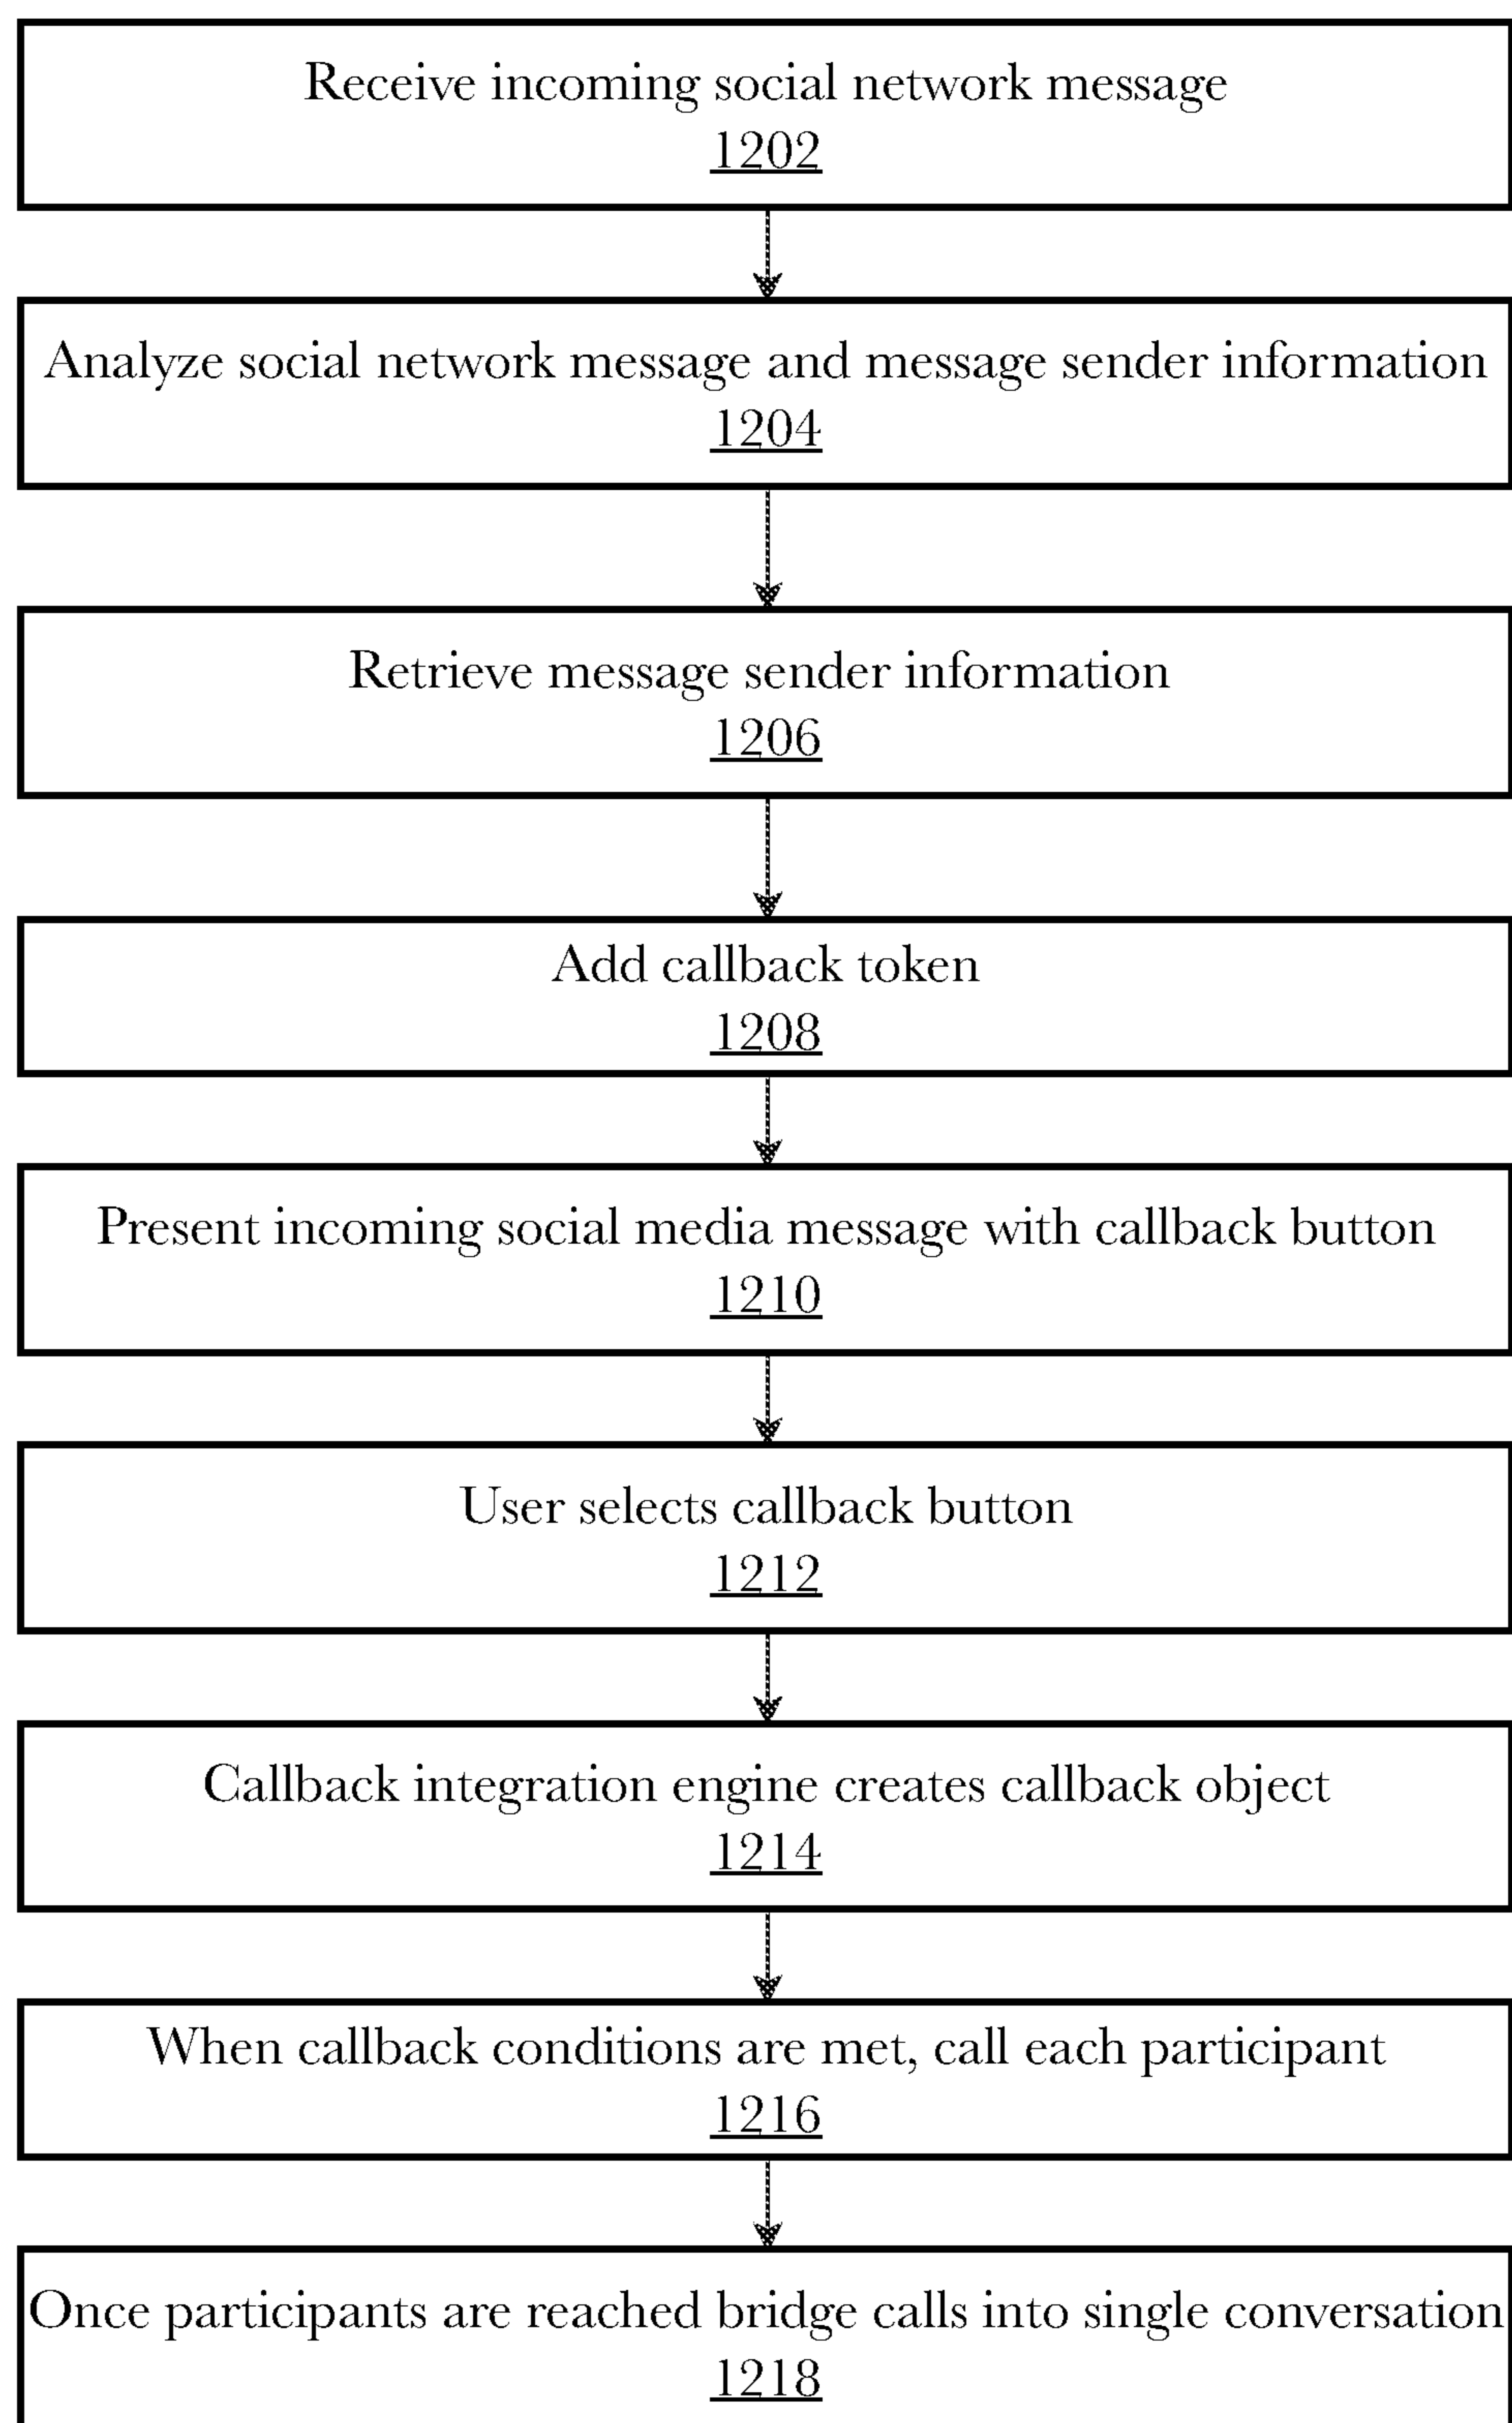 Receive incoming social network message
1202
Analyze social network message and message sender information
1204
Retrieve message sender information
1206
Add callback token
1208
Present incoming social media message with callback button
1210
User selects callback button
1212
Callback integration engine creates callback object
1214
When callback conditions are met, call each participant
1216
Once participants are reached bridge calls into single conversation
1218